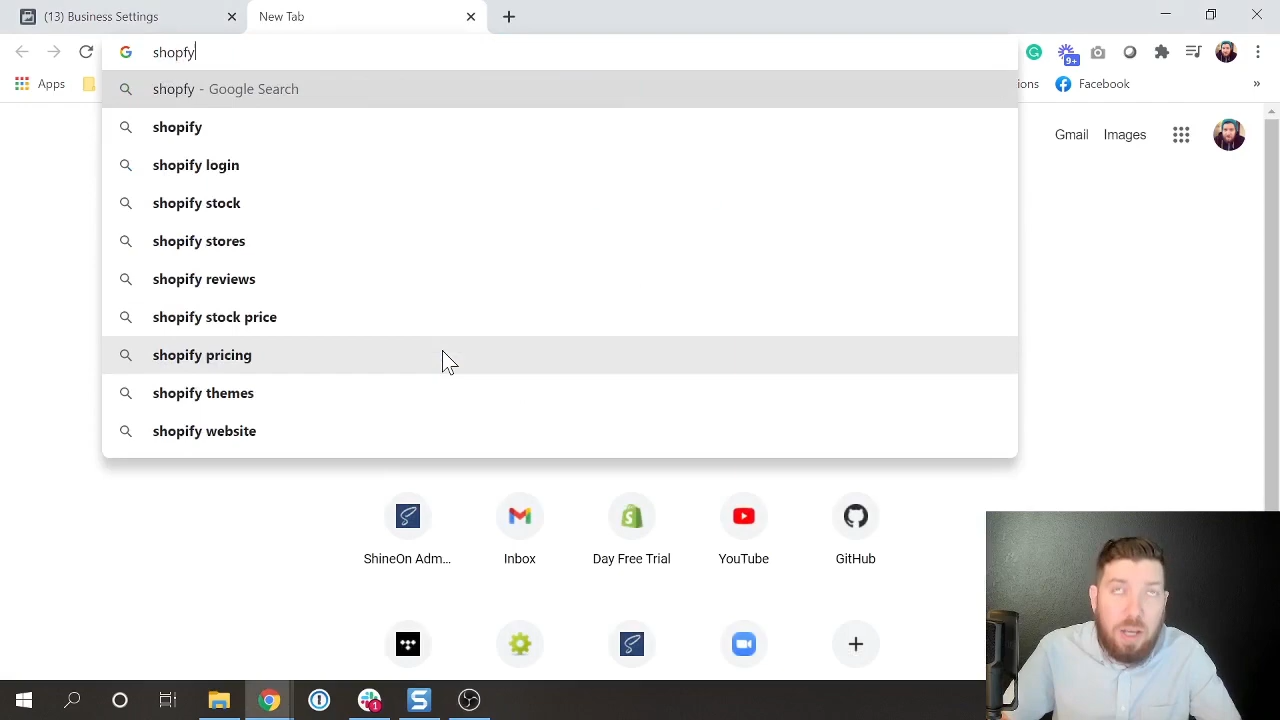 (13) Business Settings
New Tab
shopfy
9+
Apps
ions
Facebook
»
shopfy - Google Search
shopify
shopify login
shopify stock
shopify stores
shopify reviews
shopify stock price
shopify pricing
shopify themes
shopify website
Gmail
Images
ShineOn Adm...
Inbox
Day Free Trial
YouTube
GitHub
1